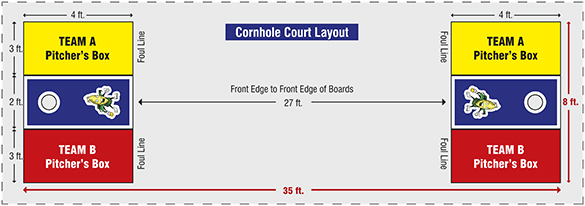 4 ft.
4 ft.
Cornhole Court Layout
3 ft.
TEAM A
Pitcher's Box
Foul Line
Foul Line
TEAM A
Pitcher's Box
2 ft.
Front Edge to Front Edge of Boards
27 ft.
8 ft.
3 ft.
TEAM B
Pitcher's Box
Foul Line
Foul Line
TEAM B
Pitcher's Box
35 ft.